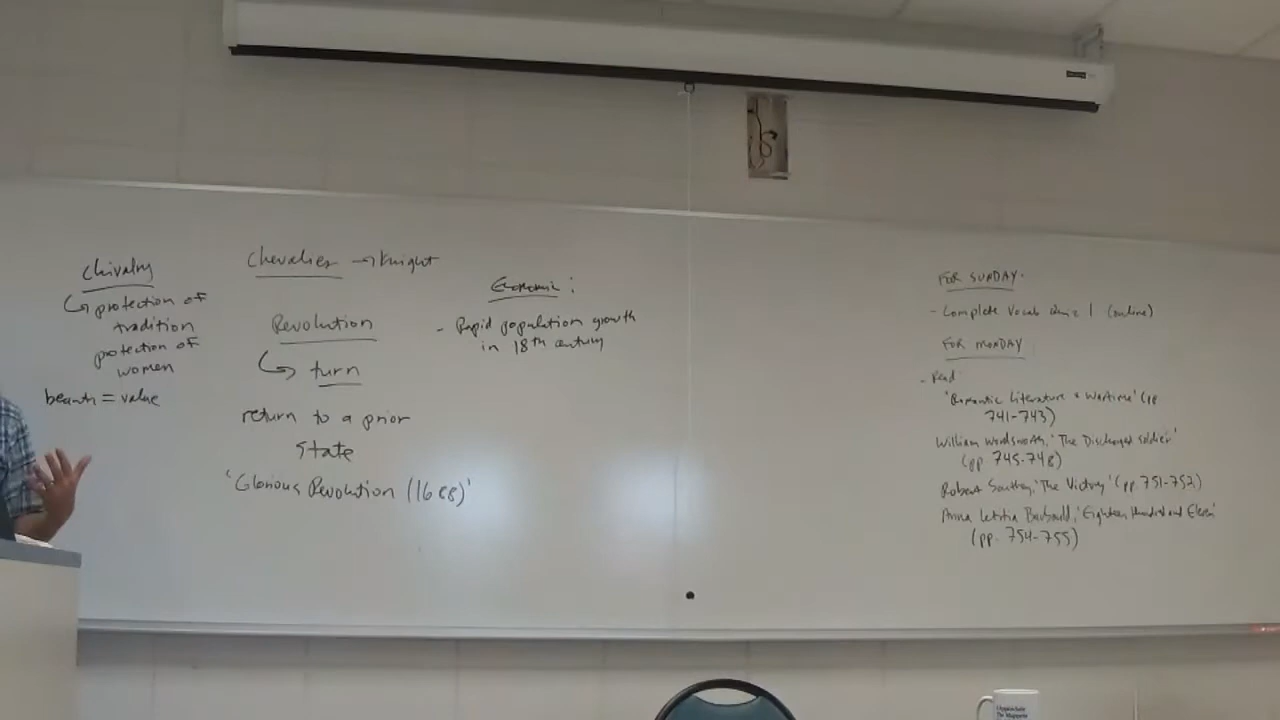 Chivalry
↳ protection of
tradition
protection of
women
beauty = value
Chevalier → Knight
Revolution
↳ turn
return to a prior
state
'Glorious Revolution (1688)'
Economic:
- Rapid population growth
in 18th century
FOR SUNDAY:
- Complete Vocab Quiz 1 (online)
FOR MONDAY
- Read
'Romantic Literature + Wartime' (pp
741-743)
William Wordsworth, 'The Discharged Soldier'
(pp 745-748)
Robert Southey, 'The Victory' (pp. 751-752)
Anna Letitia Barbauld, 'Eighteen Hundred and Eleven'
(pp. 754-755)